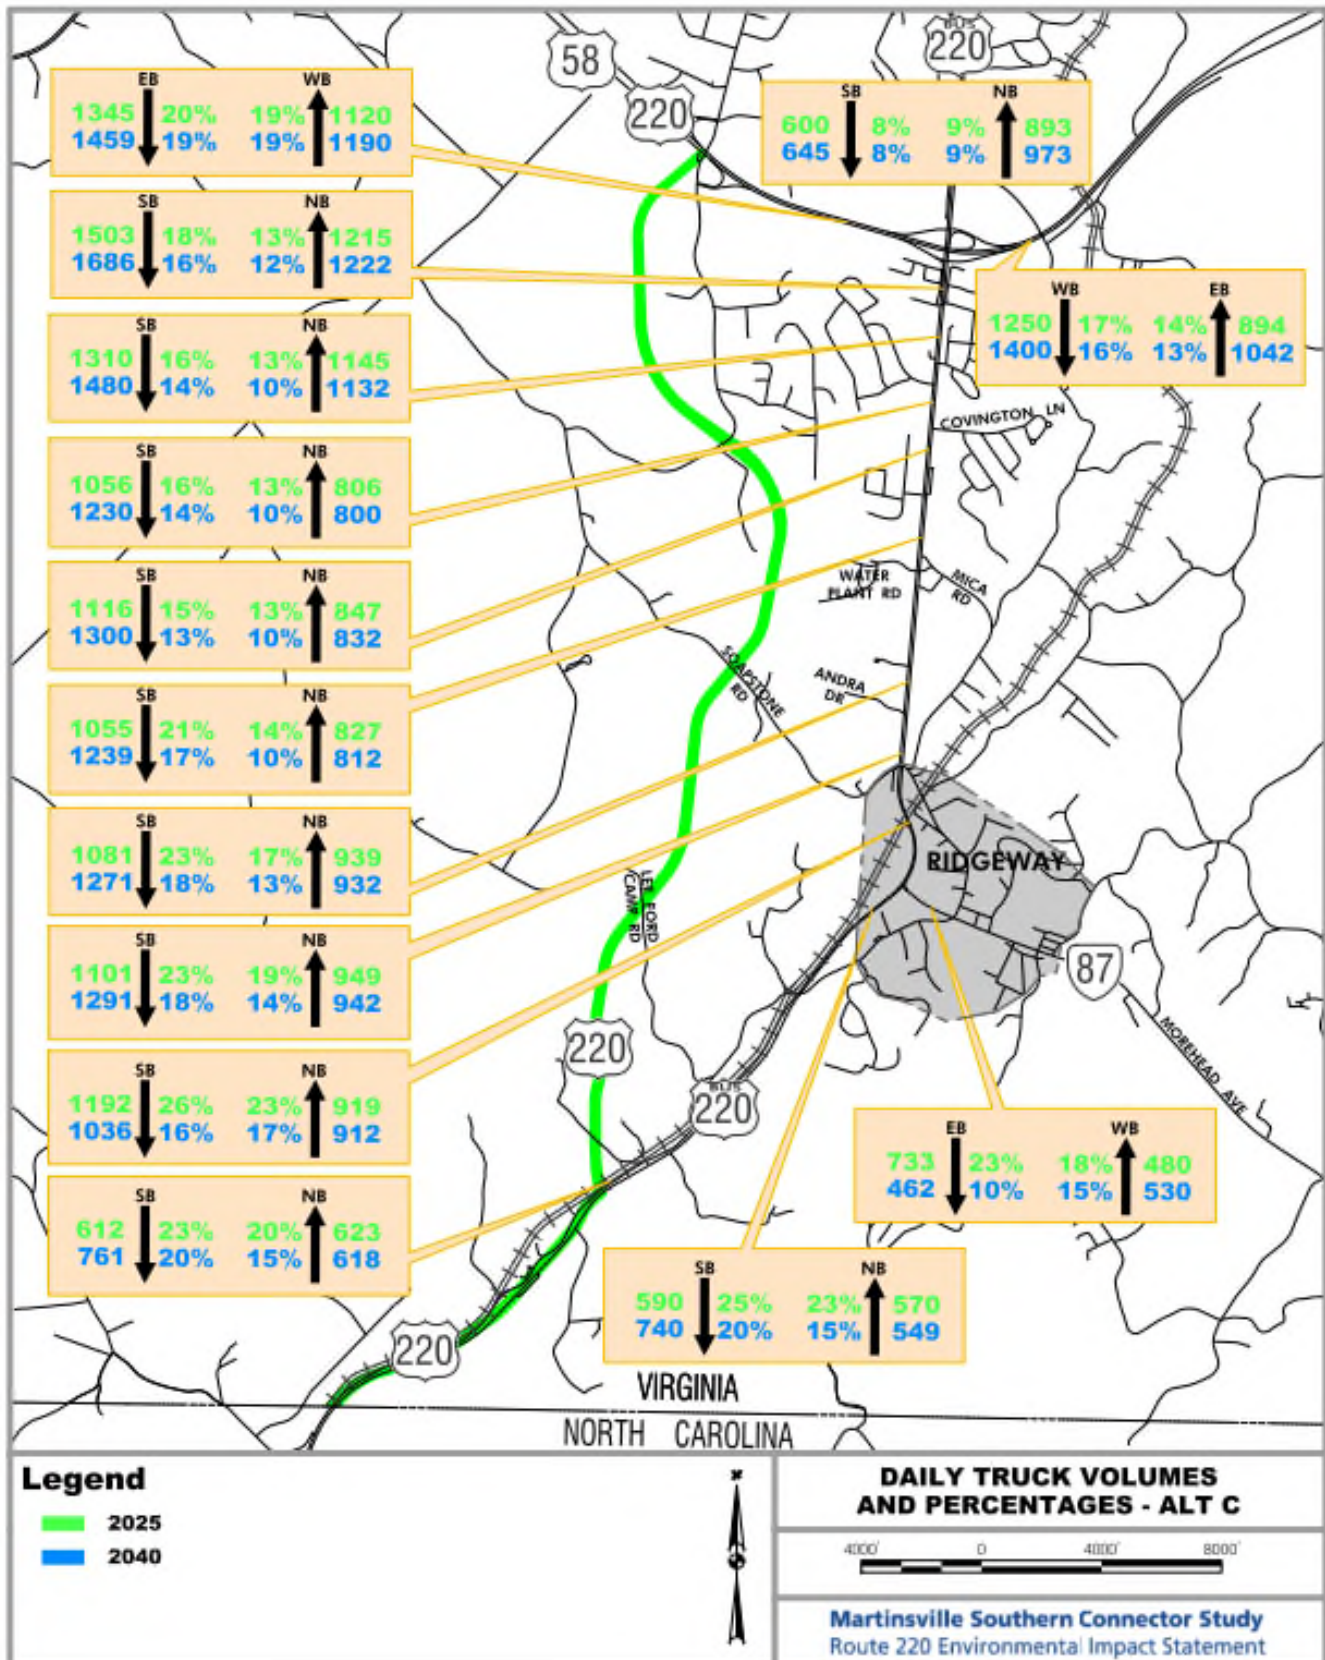 58
220
BUS
220
EB WB
1345 20% 19% 1120
1459 19% 19% 1190
SB NB
600 8% 9% 893
645 8% 9% 973
SB NB
1503 18% 13% 1215
1686 16% 12% 1222
WB EB
1250 17% 14% 894
1400 16% 13% 1042
SB NB
1310 16% 13% 1145
1480 14% 10% 1132
COVINGTON LN
SB NB
1056 16% 13% 806
1230 14% 10% 800
SB NB
1116 15% 13% 847
1300 13% 10% 832
WATER
PLANT RD
MICA
RD
SOAPSTONE
RD
ANDRA
DR
SB NB
1055 21% 14% 827
1239 17% 10% 812
SB NB
1081 23% 17% 939
1271 18% 13% 932
RIDGEWAY
FORD
CAMP RD
SB NB
1101 23% 19% 949
1291 18% 14% 942
87
MOREHEAD AVE
220
BUS
220
SB NB
1192 26% 23% 919
1036 16% 17% 912
EB WB
733 23% 18% 480
462 10% 15% 530
SB NB
612 23% 20% 623
761 20% 15% 618
SB NB
590 25% 23% 570
740 20% 15% 549
220
VIRGINIA
NORTH CAROLINA
Legend
2025
2040
DAILY TRUCK VOLUMES
AND PERCENTAGES - ALT C
4000' 0 4000' 8000'
Martinsville Southern Connector Study
Route 220 Environmental Impact Statement